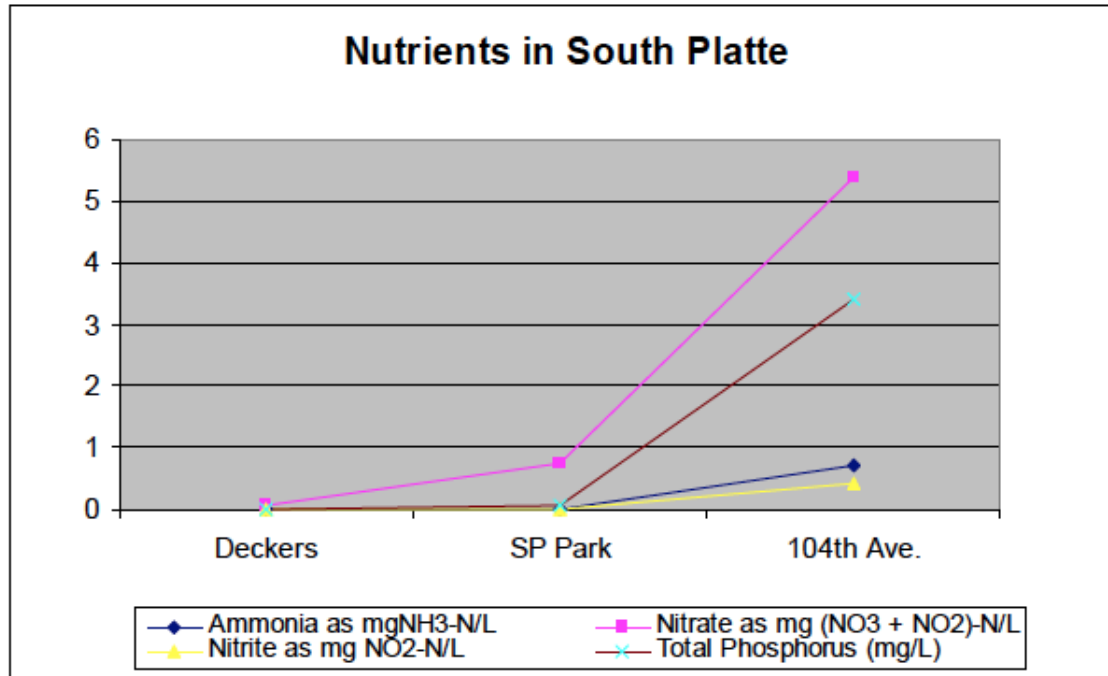 Nutrients in South Platte
6
5
4
3
2
1
0
Deckers SP Park 104th Ave.
Ammonia as mgNH3-N/L Nitrate as mg (NO3 + NO2)-N/L
Nitrite as mg NO2-N/L Total Phosphorus (mg/L)